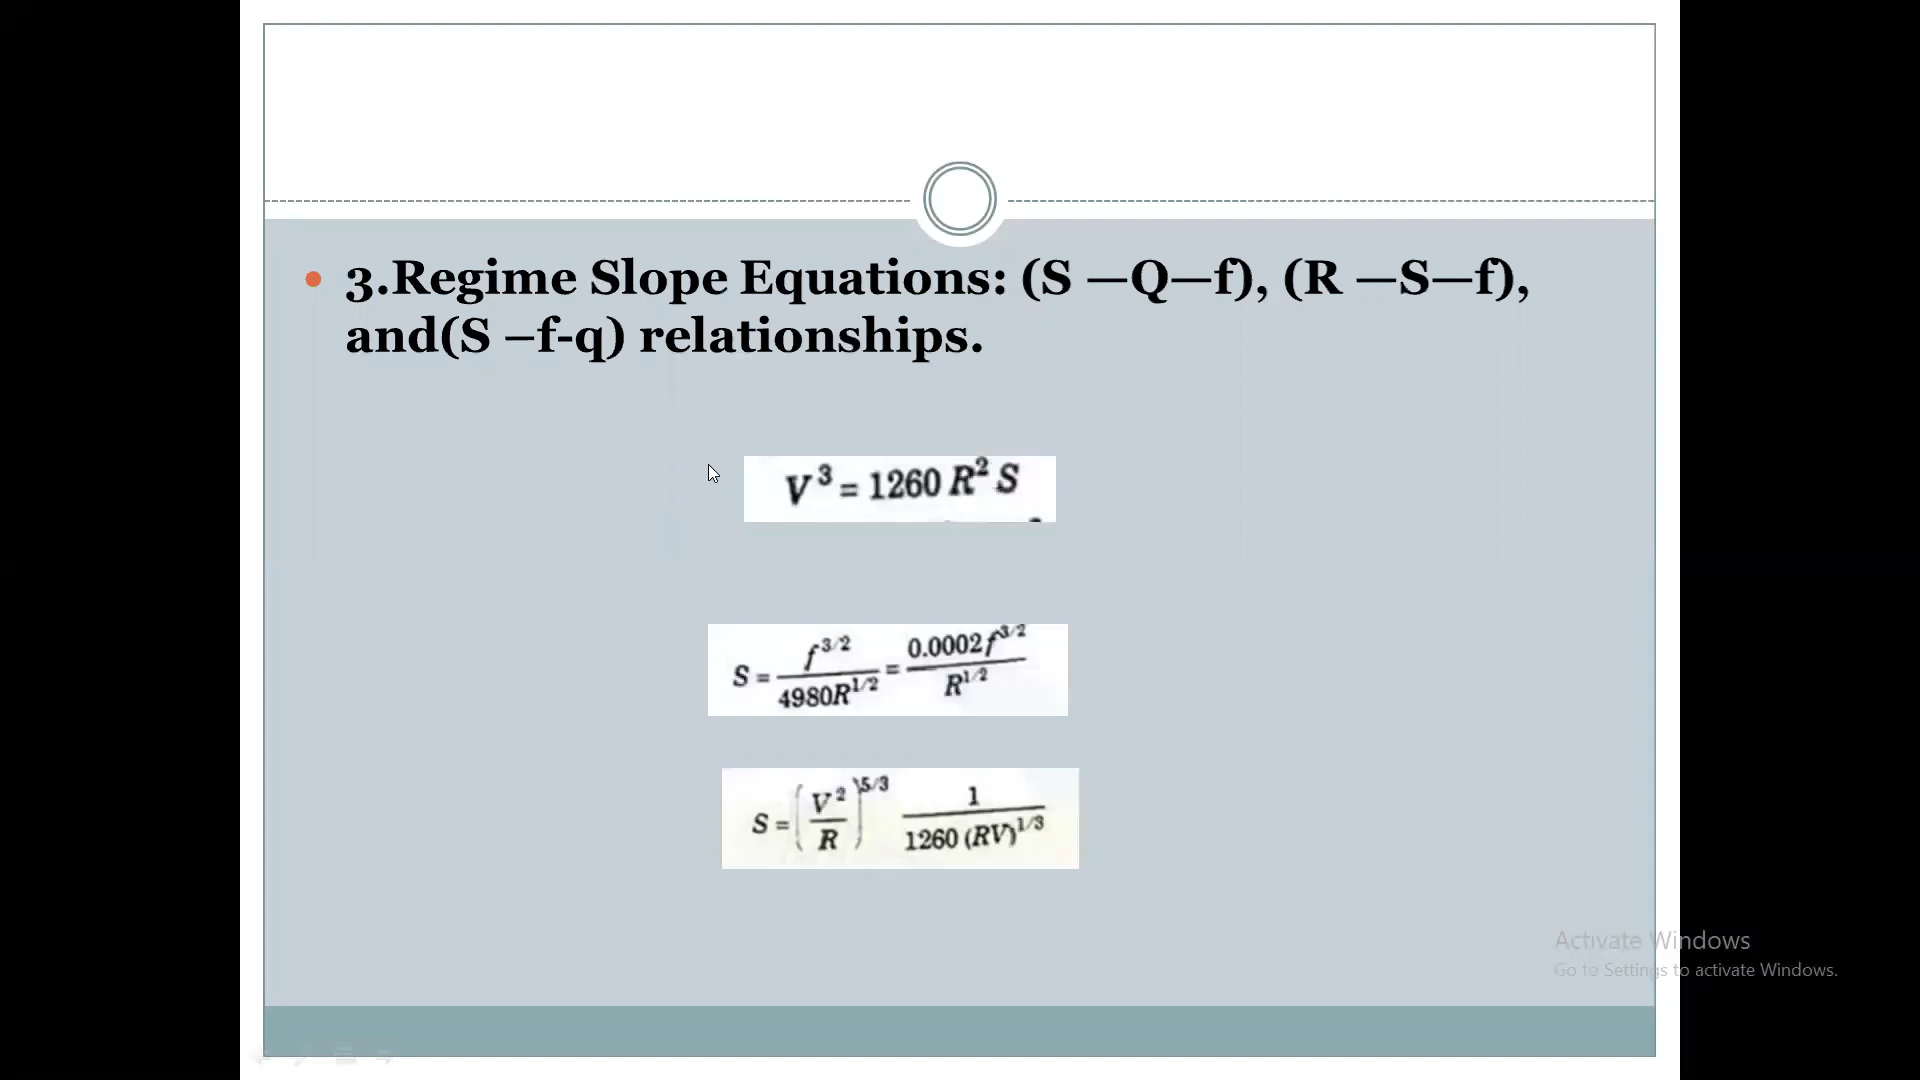 3.Regime Slope Equations: (S —Q—f), (R —S—f),
and(S –f-q) relationships.
V³ = 1260 R² S
S = f^3/2 / 4980R^1/2 = 0.0002 f^3/2 / R^1/2
S = (V² / R)^5/3 1 / 1260 (RV)^1/3
Activate Windows
Go to Settings to activate Windows.